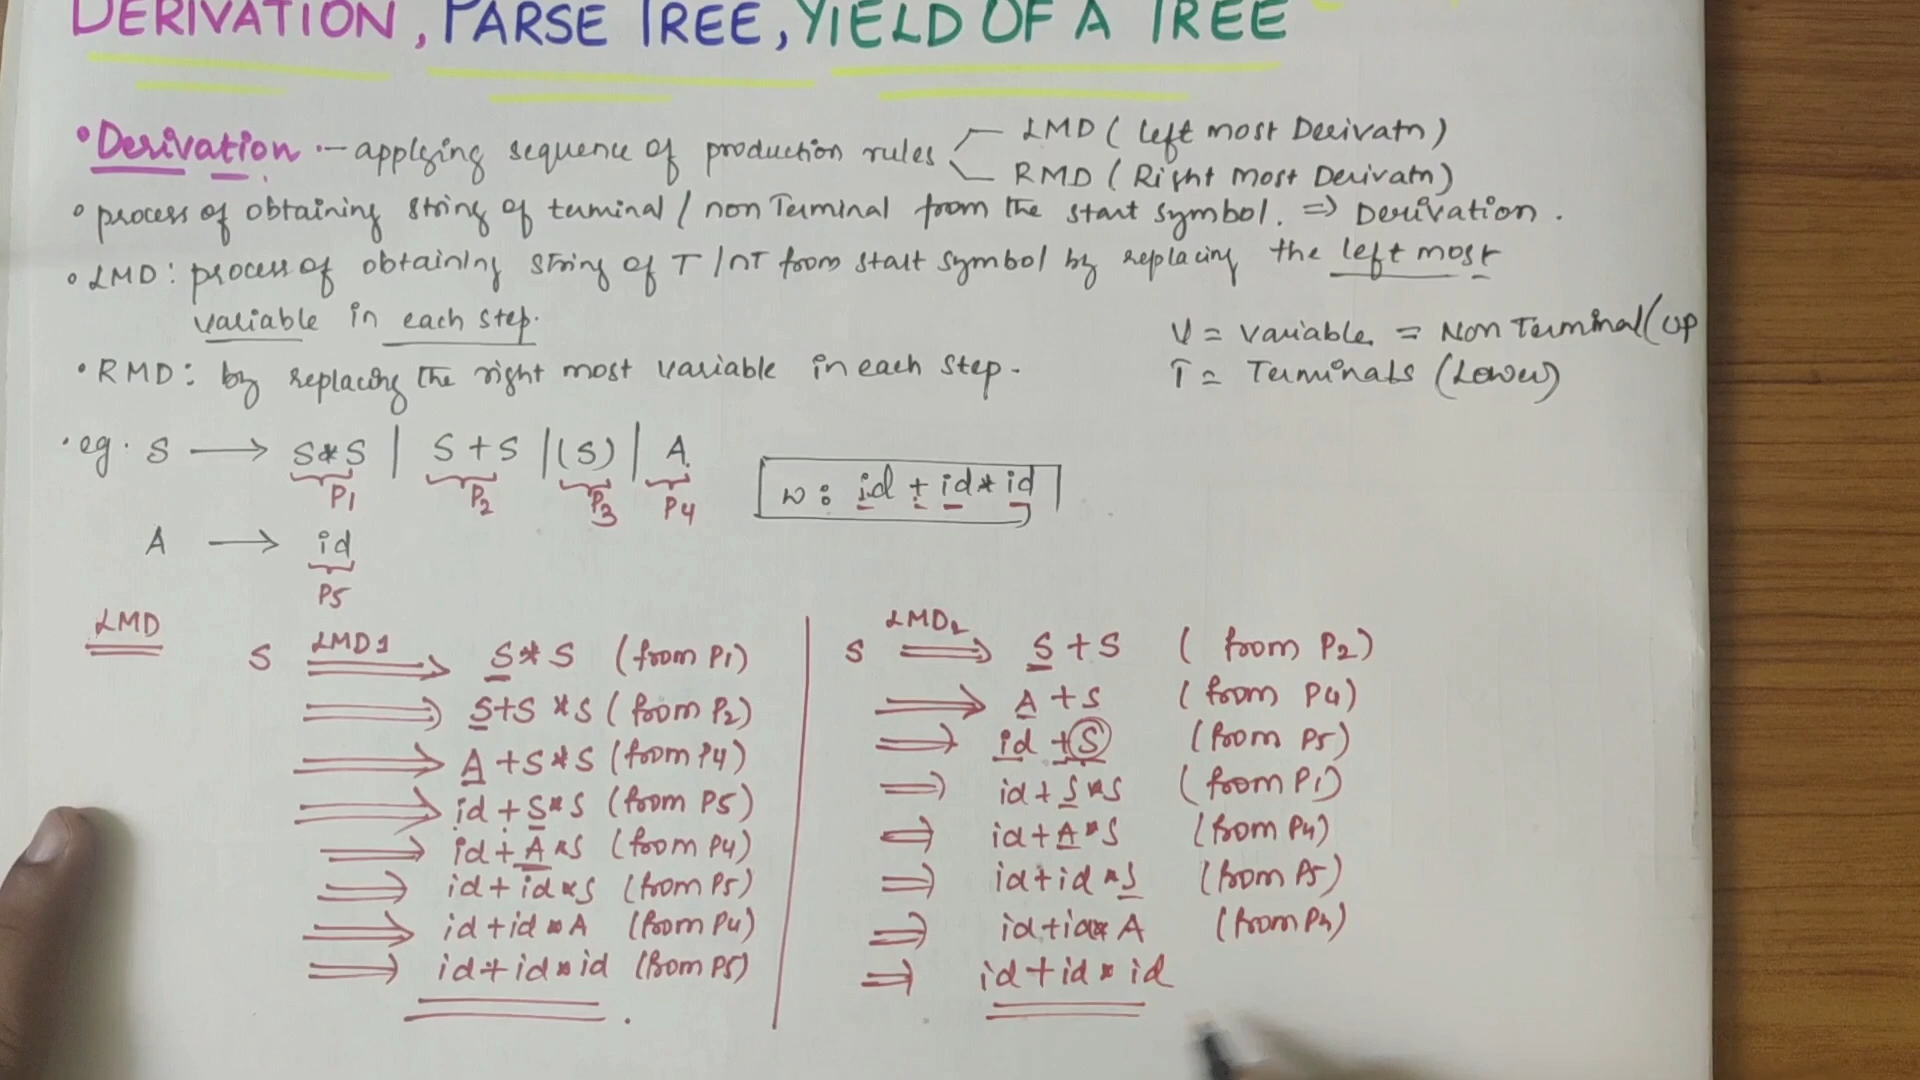 DERIVATION, PARSE TREE, YIELD OF A TREE
• Derivation :- applying sequence of production rules
LMD ( left most Derivatn )
RMD ( Right most Derivatn )
• process of obtaining string of terminal / non Terminal from the start symbol. ⇒ Derivation .
• LMD : process of obtaining string of T / NT from start symbol by replacing the left most
variable in each step.
V = variable = Non Terminal (up
• RMD : by replacing the right most variable in each step .
T = Terminals (Lower)
• eg. S → S*S | S+S | (S) | A
P1 P2 P3 P4
w : id + id * id
A → id
P5
LMD
S LMD1 ⇒ S*S (from P1)
⇒ S+S *S (from P2)
⇒ A +S*S (from P4)
⇒ id + S*S (from P5)
⇒ id + A*S (from P4)
⇒ id + id*S (from P5)
⇒ id + id * A (from P4)
⇒ id + id * id (from P5)
S LMD2 ⇒ S + S ( from P2)
⇒ A + S ( from P4)
⇒ id + S (from P5)
⇒ id + S*S (from P1)
⇒ id + A*S (from P4)
⇒ id+id *S (from P5)
⇒ id+id* A (from P4)
⇒ id+id * id